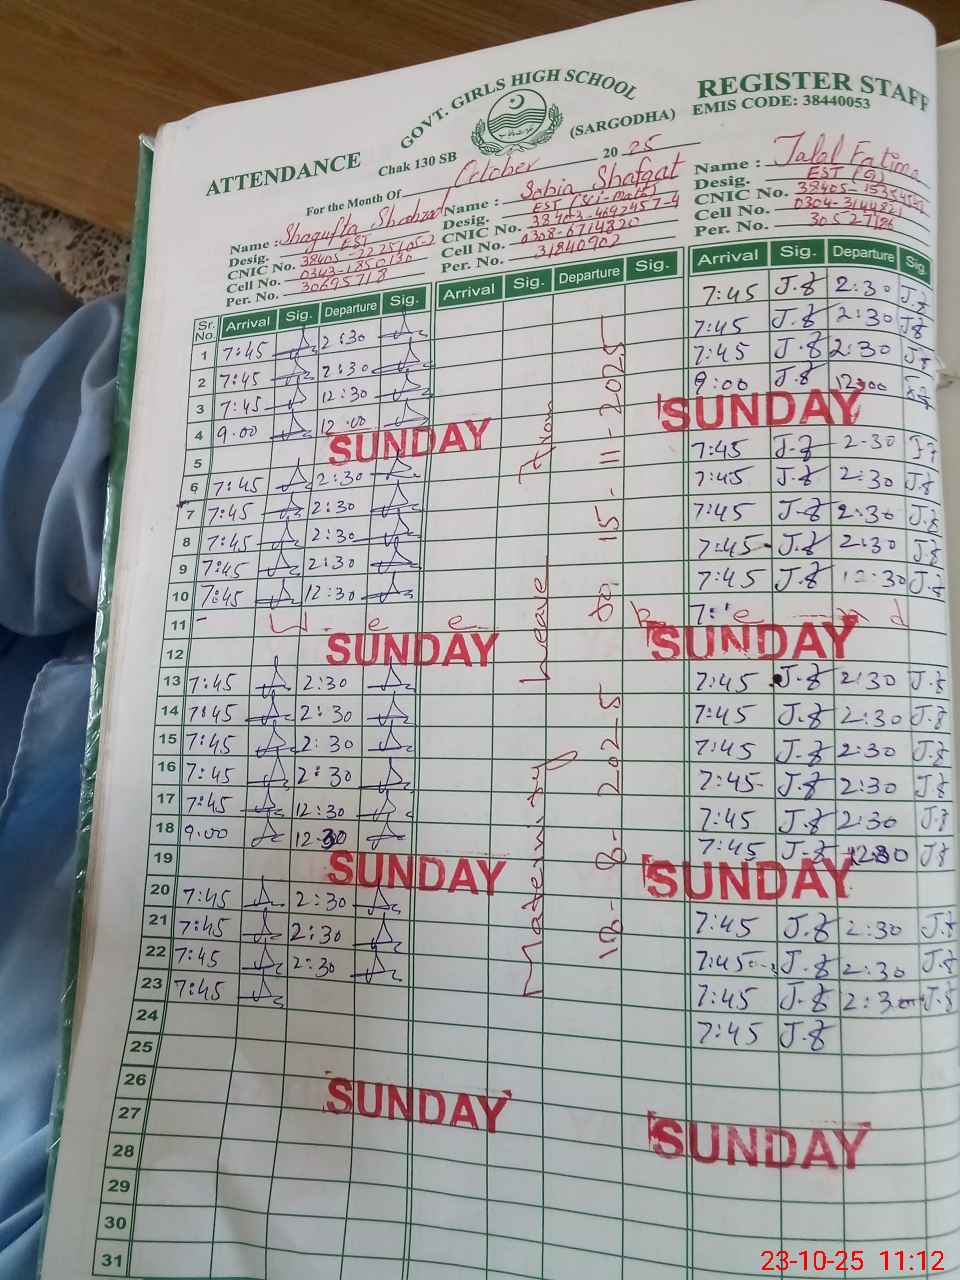 GOVT. GIRLS HIGH SCHOOL
ATTENDANCE
REGISTER STAFF
Chak 130 SB
(SARGODHA)
EMIS CODE: 38440053
For the Month Of October 2025
Name : Shagufta Shahzad
Desig. EST
CNIC No.
Cell No. 0343-1850130
Per. No. 30695718
Name : Sobia Shafqat
Desig. EST (Sci-Math)
CNIC No. 38403-4692457-4
Cell No. 0308-6714320
Per. No. 31840902
Name : Jalal Fatima
Desig. EST (G)
CNIC No.
Cell No.
Per. No. 3052-7186
Sr. No. Arrival Sig. Departure Sig. Arrival Sig. Departure Sig. Arrival Sig. Departure Sig.
1 7:45 2:30 7:45 J.f 2:30 J.f
2 7:45 2:30 7:45 J.f 2:30 J.f
3 7:45 12:30 7:45 J.f 2:30 J.f
4 9.00 12.00 9:00 J.f 12:00
5 SUNDAY SUNDAY
6 7:45 2:30 7:45 J.f 2.30 J.f
7 7:45 2:30 7:45 J.f 2:30 J.f
8 7:45 2:30 7:45 J.f 2:30 J.f
9 7:45 2:30 7:45 J.f 2:30 J.f
10 7:45 12:30 7:45 J.f 12:30 J.f
11 W. e e k e n d
12 SUNDAY SUNDAY
13 7:45 2:30 7:45 J.f 2:30 J.f
14 7:45 2:30 7:45 J.f 2:30 J.f
15 7:45 2:30 7:45 J.f 2:30 J.f
16 7:45 2:30 7:45 J.f 2:30 J.f
17 7:45 12:30 7:45 J.f 2:30 J.f
18 9.00 12.30 7:45 J.f J.f
19 SUNDAY SUNDAY
20 7:45 2:30 7:45 J.f 2:30 J.f
21 7:45 2:30 7:45 J.f 2:30 J.f
22 7:45 2:30 7:45 J.f 2:30 J.f
23 7:45 7:45 J.f
24
25
26 SUNDAY SUNDAY
27
28
29
30
31
Maternity Leave from
18-8-2025 to 15-11-2025
23-10-25 11:12